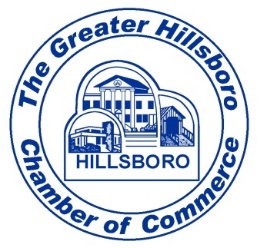 The Greater Hillsboro
HILLSBORO
Chamber of Commerce